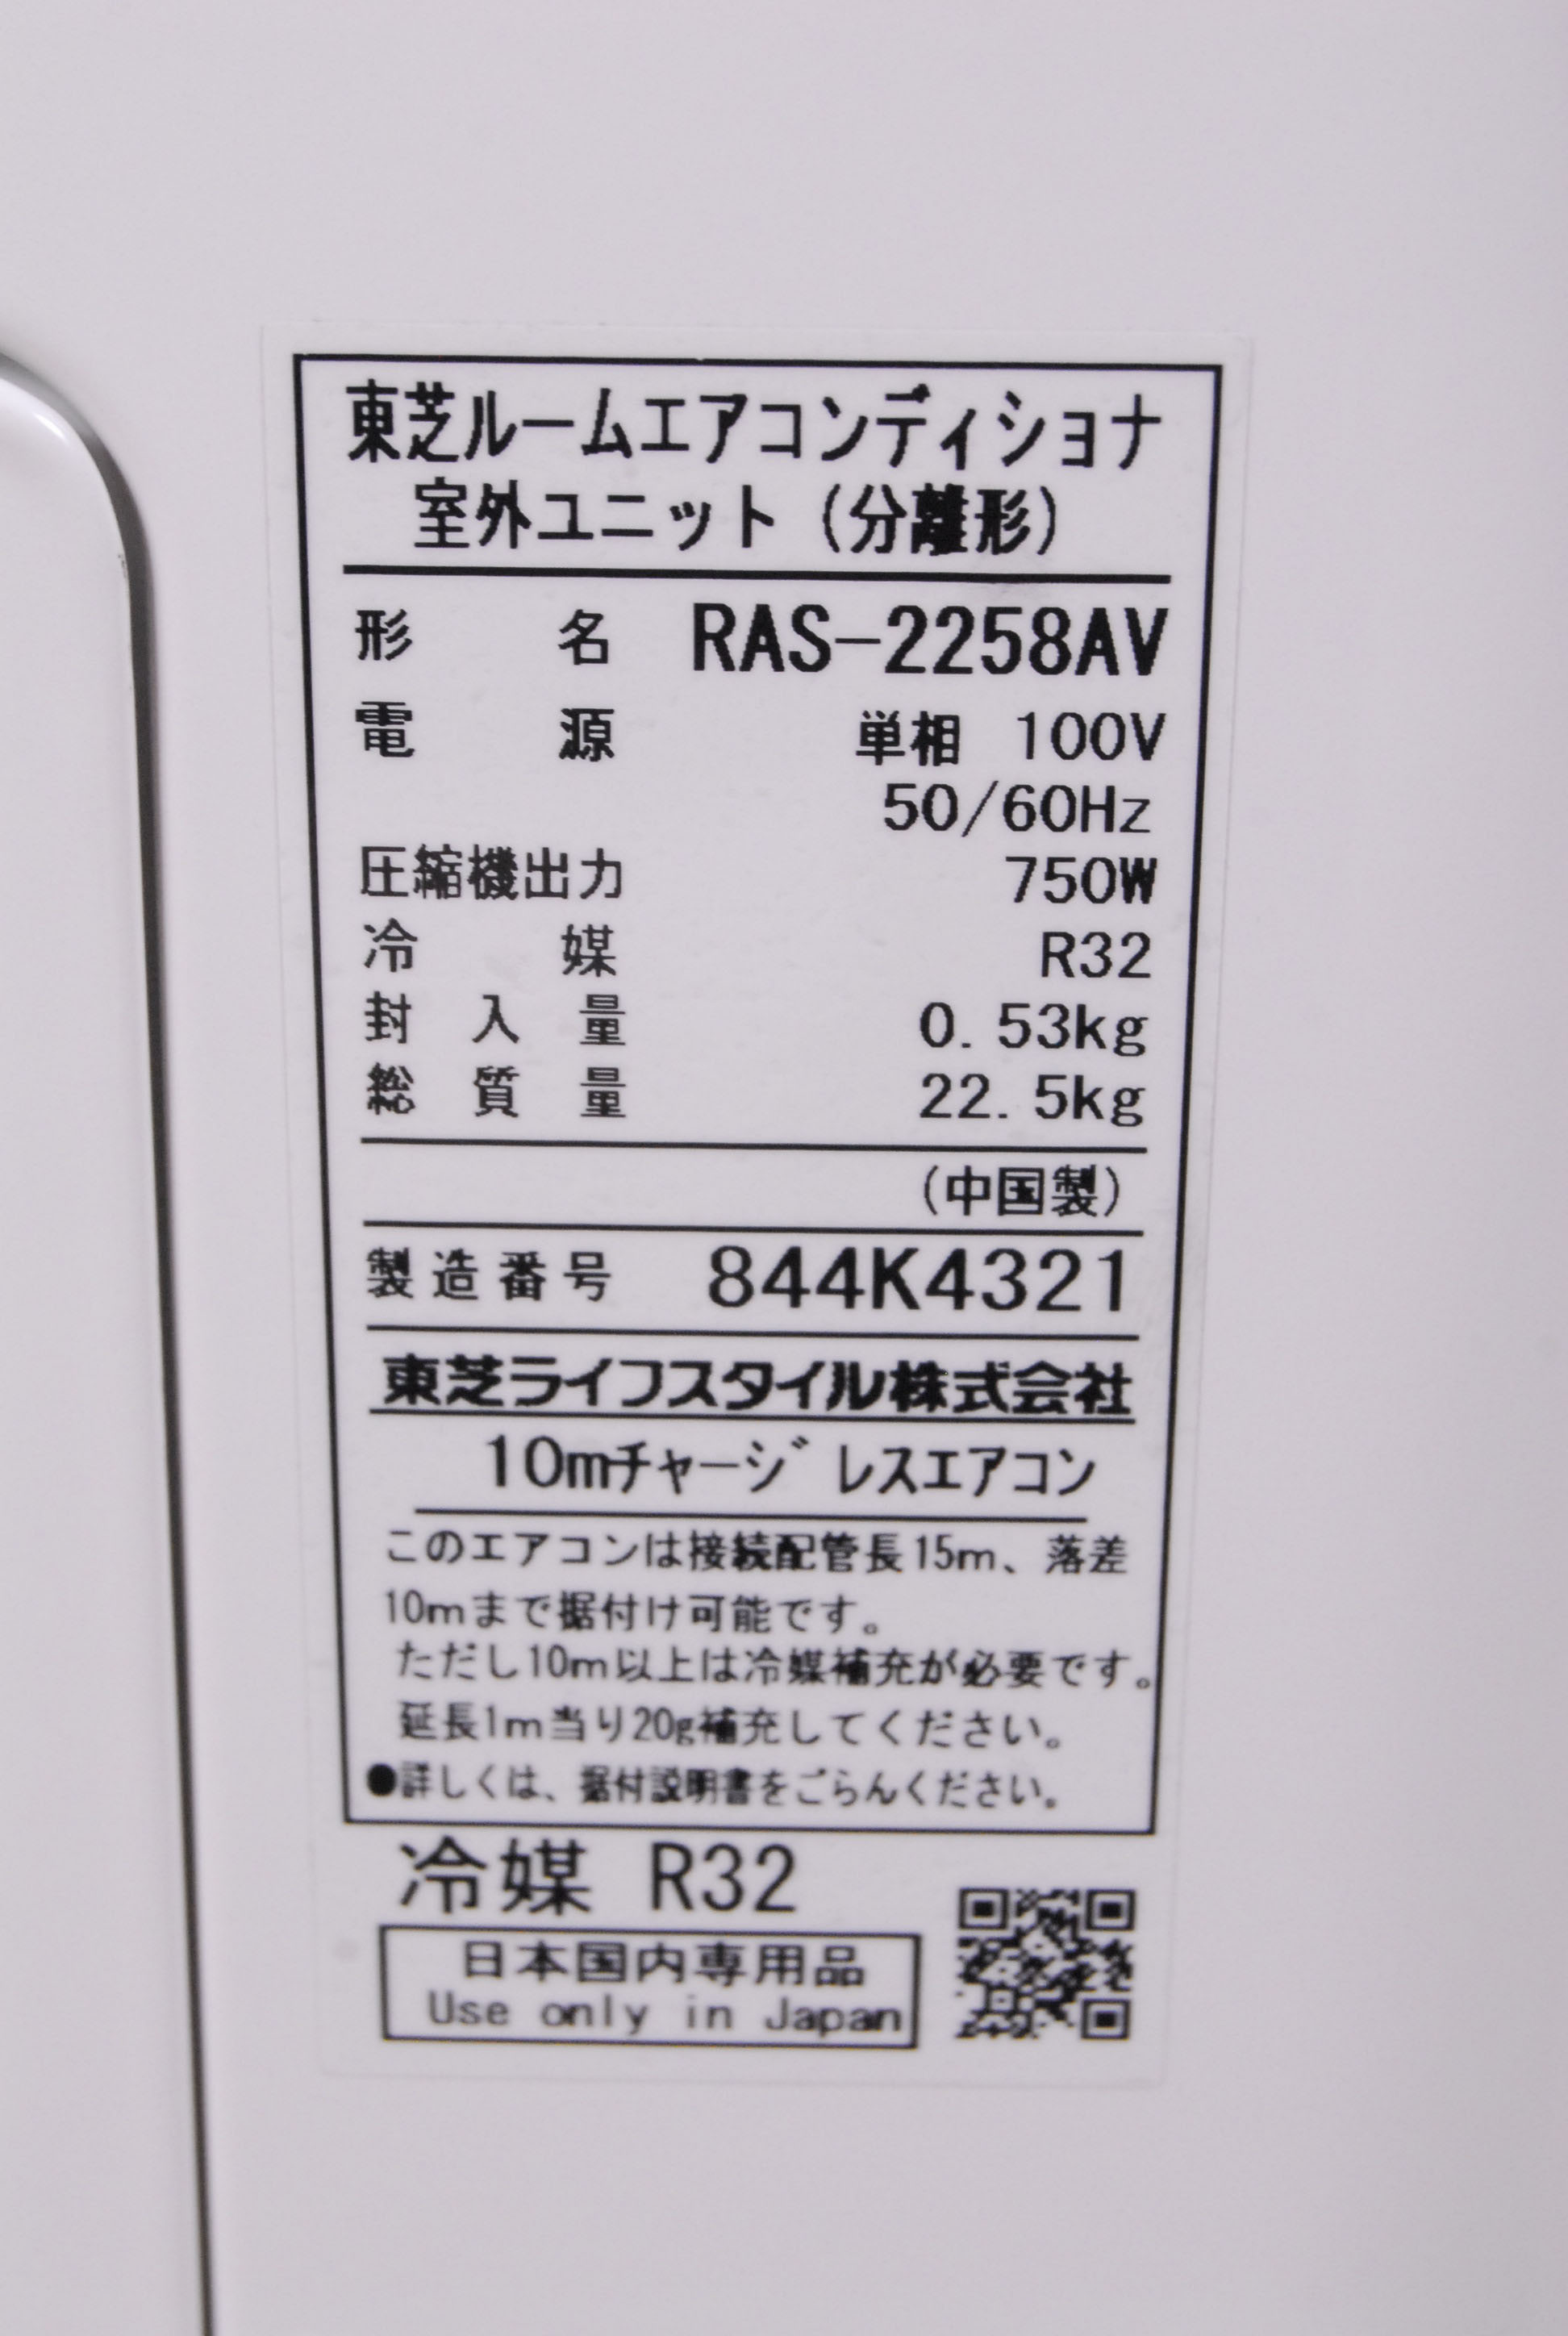 東芝ルームエアコンディショナ
室外ユニット(分離形)
形名 RAS-2258AV
電源 単相 100V
50/60Hz
圧縮機出力 750W
冷媒 R32
封入量 0.53kg
総質量 22.5kg
(中国製)
製造番号 844K4321
東芝ライフスタイル株式会社
10mチャージレスエアコン
このエアコンは接続配管長15m、落差
10mまで据付け可能です。
ただし10m以上は冷媒補充が必要です。
延長1m当り20g補充してください。
●詳しくは、据付説明書をごらんください。
冷媒 R32
日本国内専用品
Use only in Japan